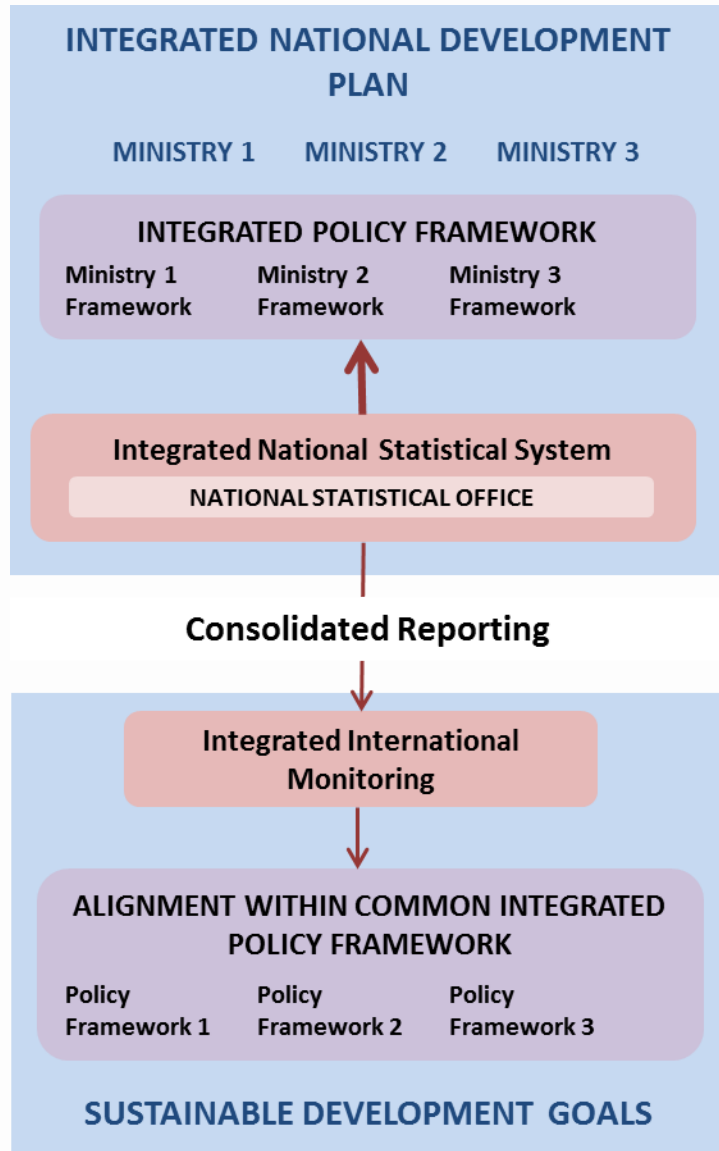 INTEGRATED NATIONAL DEVELOPMENT
PLAN
MINISTRY 1 MINISTRY 2 MINISTRY 3
INTEGRATED POLICY FRAMEWORK
Ministry 1 Ministry 2 Ministry 3
Framework Framework Framework
Integrated National Statistical System
NATIONAL STATISTICAL OFFICE
Consolidated Reporting
Integrated International
Monitoring
ALIGNMENT WITHIN COMMON INTEGRATED
POLICY FRAMEWORK
Policy Policy Policy
Framework 1 Framework 2 Framework 3
SUSTAINABLE DEVELOPMENT GOALS